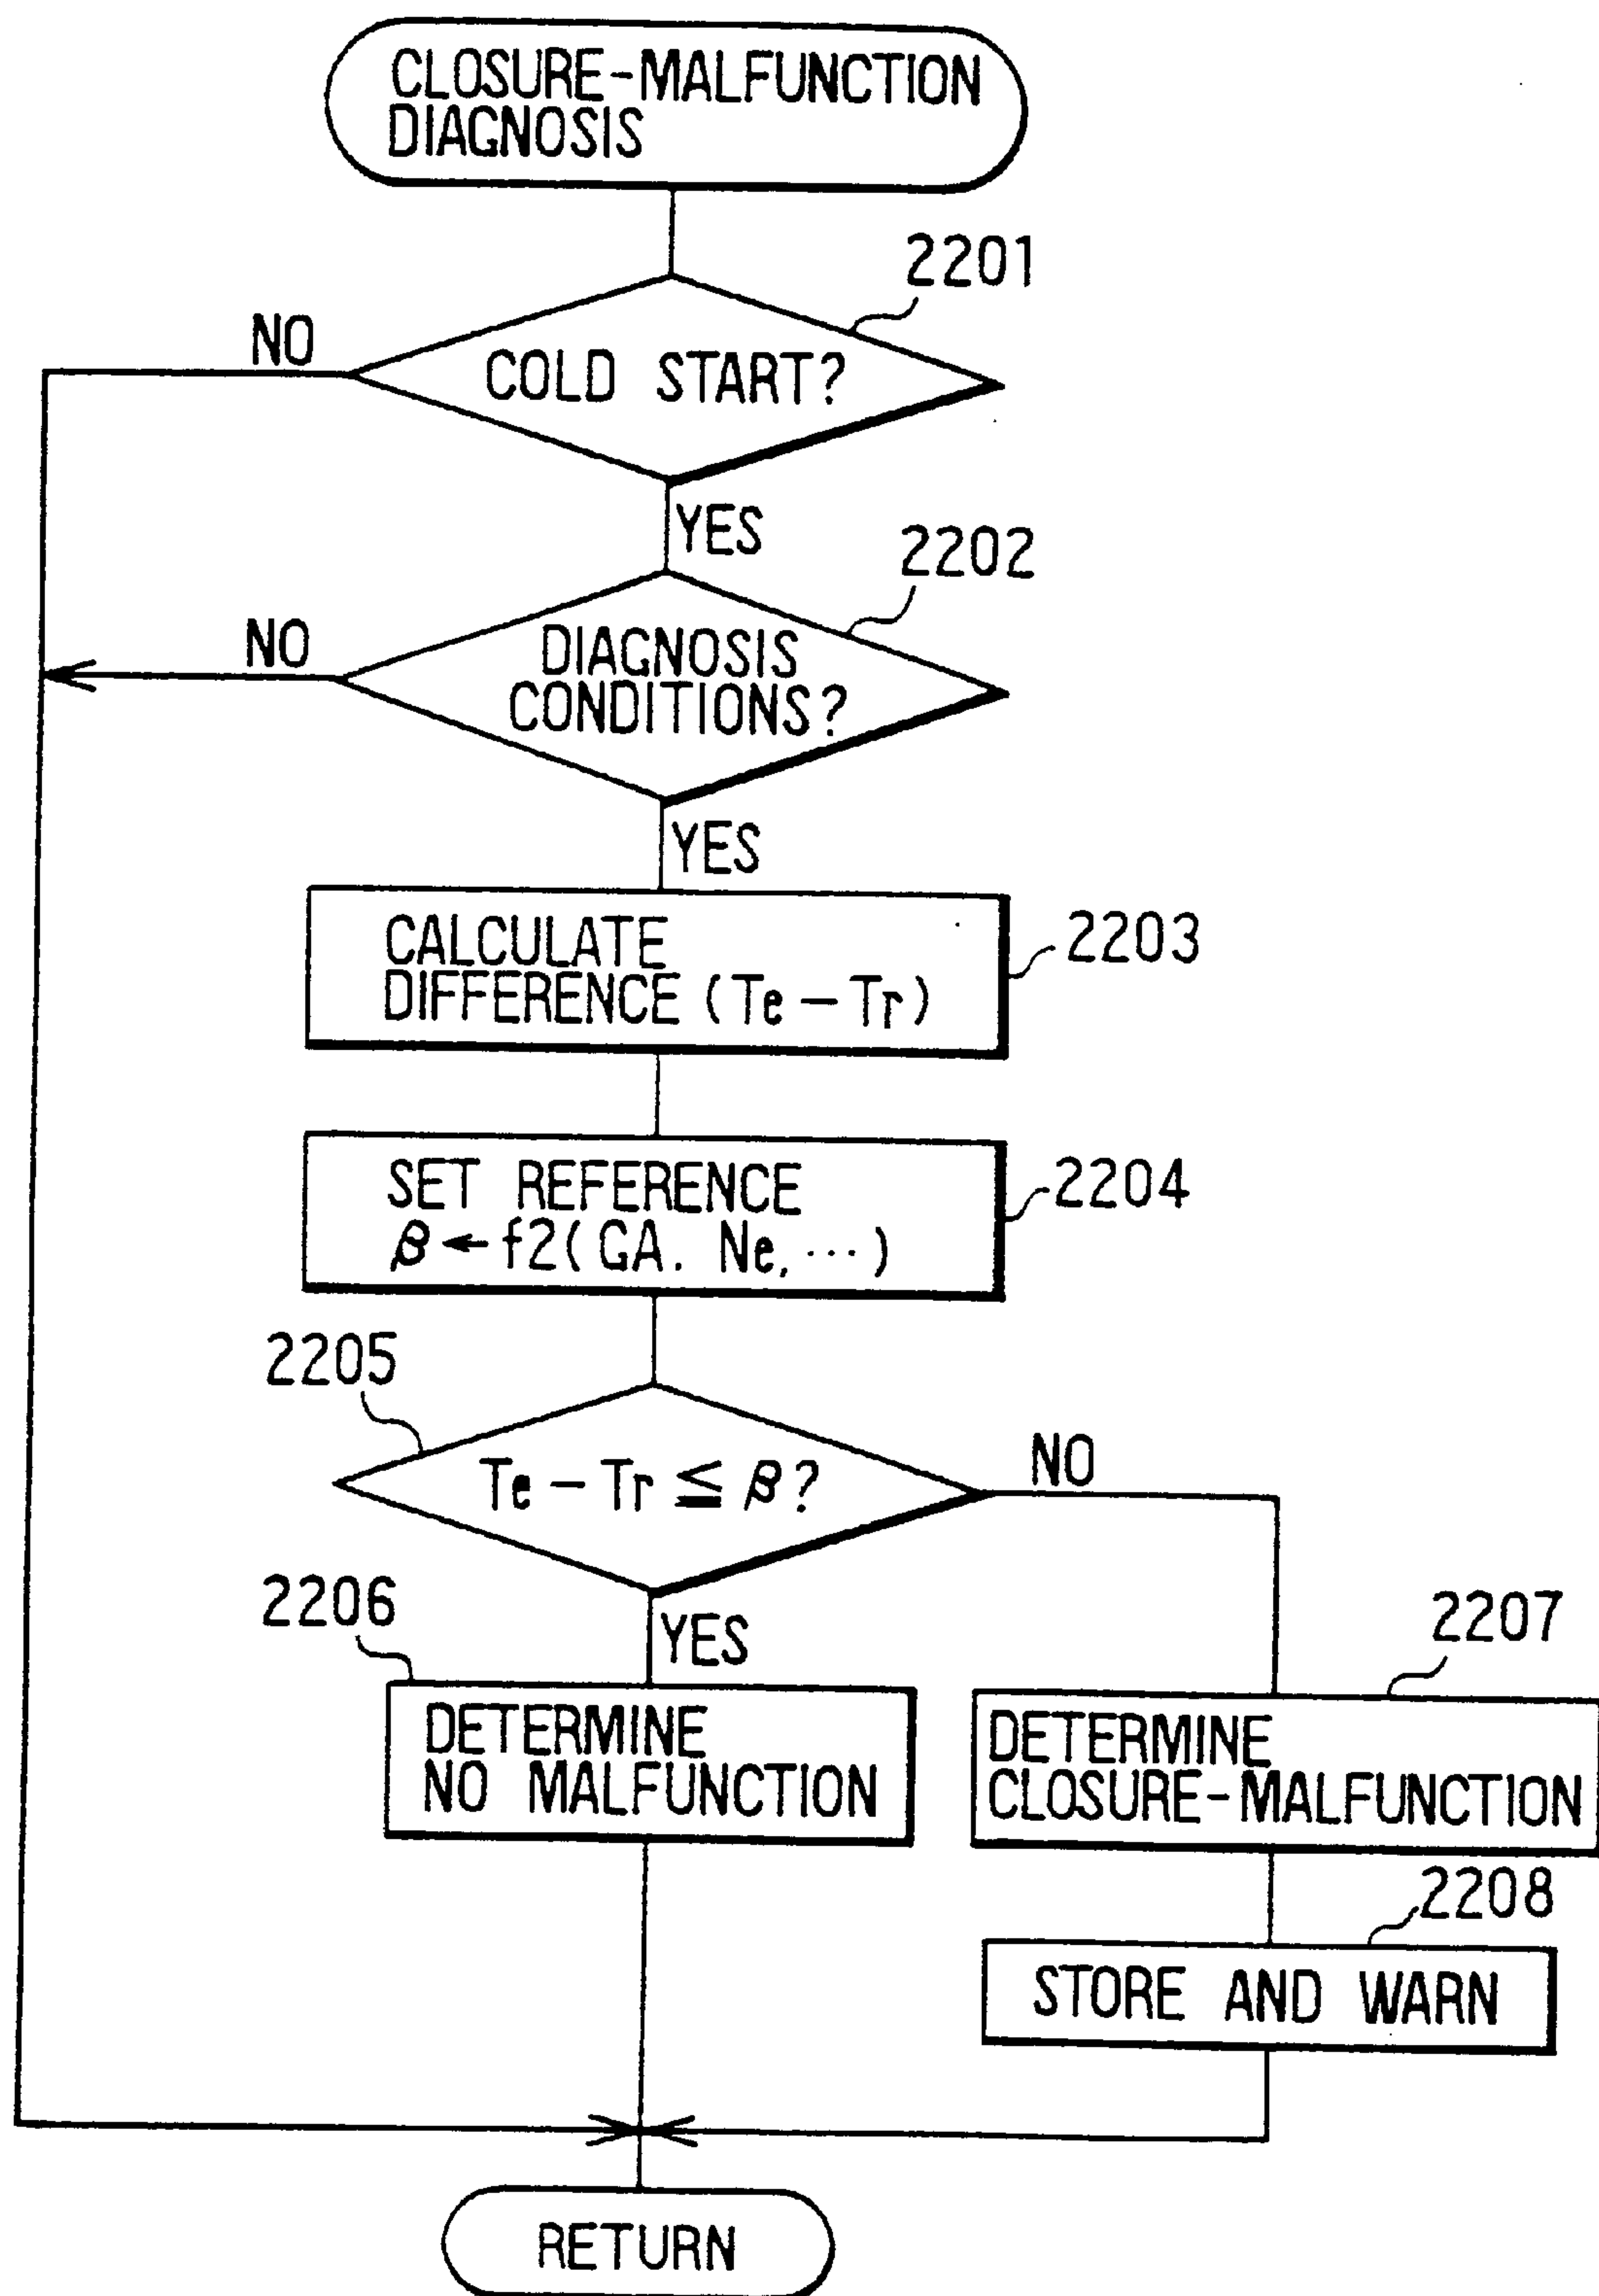 CLOSURE-MALFUNCTION
DIAGNOSIS
2201
NO
COLD START?
YES
2202
NO
DIAGNOSIS
CONDITIONS?
YES
CALCULATE
DIFFERENCE (Te - Tr)
2203
SET REFERENCE
β ← f2(GA. Ne, ···)
2204
2205
Te - Tr ≦ β?
NO
2206
YES
2207
DETERMINE
NO MALFUNCTION
DETERMINE
CLOSURE-MALFUNCTION
2208
STORE AND WARN
RETURN